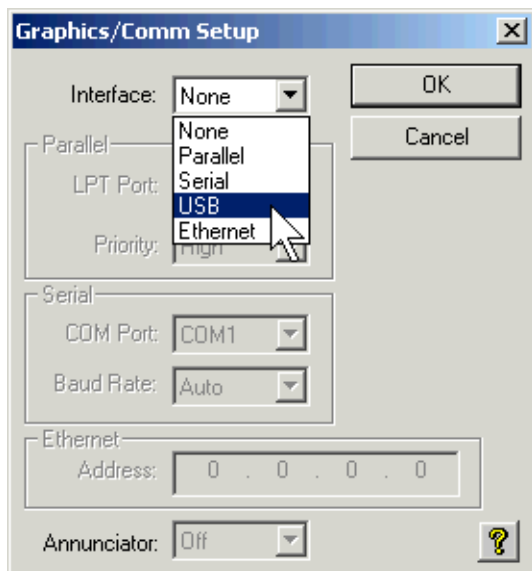 Graphics/Comm Setup
Interface: None
OK
Cancel
None
Parallel
Serial
USB
Ethernet
Parallel
LPT Port:
Priority: High
Serial
COM Port: COM1
Baud Rate: Auto
Ethernet
Address: 0 . 0 . 0 . 0
Annunciator: Off
?